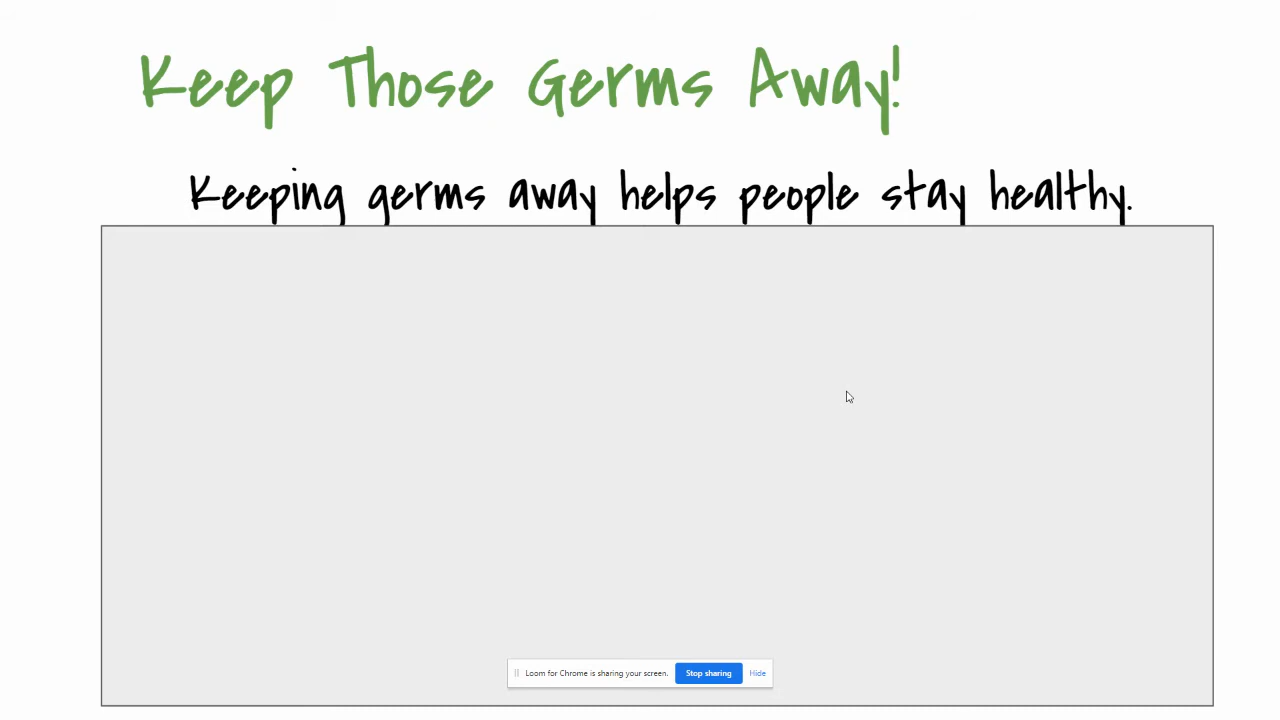 Keep Those Germs Away!
Keeping germs away helps people stay healthy.
Loom for Chrome is sharing your screen. Stop sharing Hide